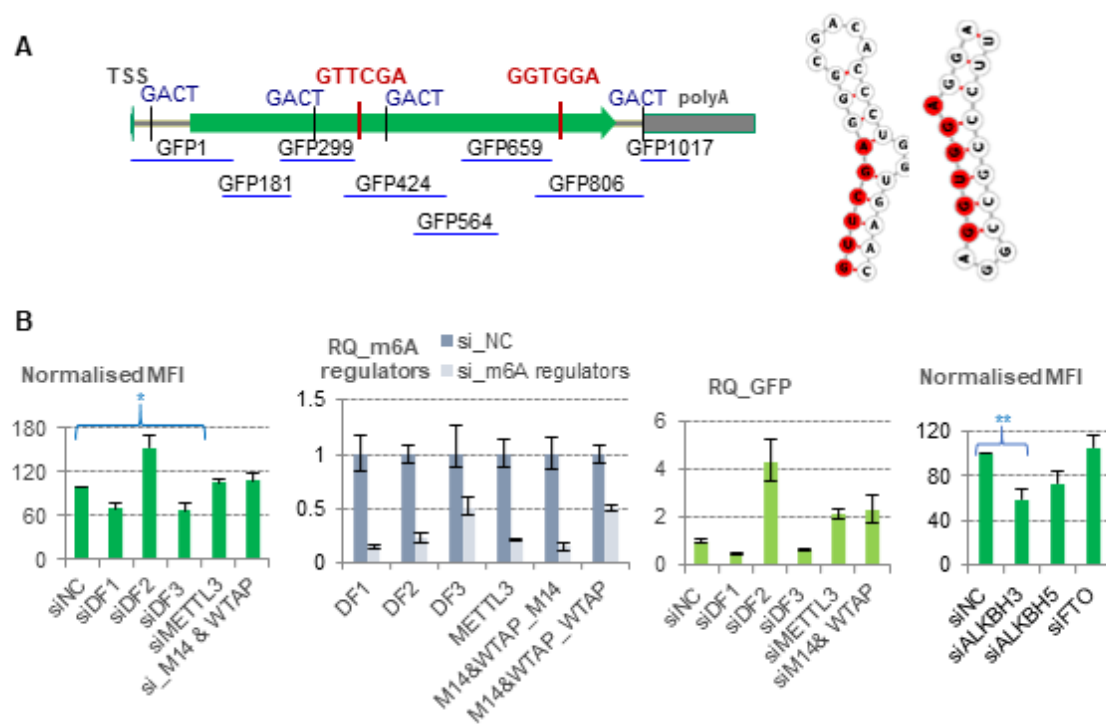 A
TSS
GTTCGA
GGTGGA
GACT
GACT
GACT
GACT
polyA
GFP1
GFP299
GFP659
GFP1017
GFP181
GFP424
GFP806
GFP564
B
Normalised MFI
*
180
120
60
0
siNC
siDF1
siDF2
siDF3
siMETTL3
si_M14 & WTAP
RQ_m6A
regulators
si_NC
si_m6A regulators
1.5
1
0.5
0
DF1
DF2
DF3
METTL3
M14&WTAP_M14
M14&WTAP_WTAP
RQ_GFP
6
4
2
0
siNC
siDF1
siDF2
siDF3
siMETTL3
siM14& WTAP
Normalised MFI
**
120
80
40
0
siNC
siALKBH3
siALKBH5
siFTO